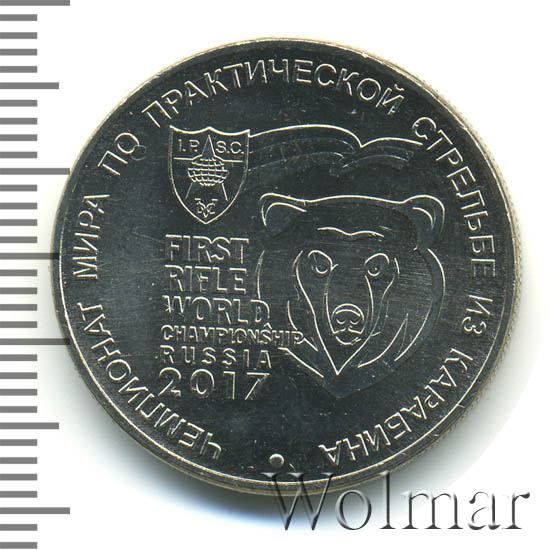 ЧЕМПИОНАТ МИРА ПО ПРАКТИЧЕСКОЙ СТРЕЛЬБЕ ИЗ КАРАБИНА
I.P.S.C.
FIRST
RIFLE
WORLD
CHAMPIONSHIP
RUSSIA
2017
Wolmar